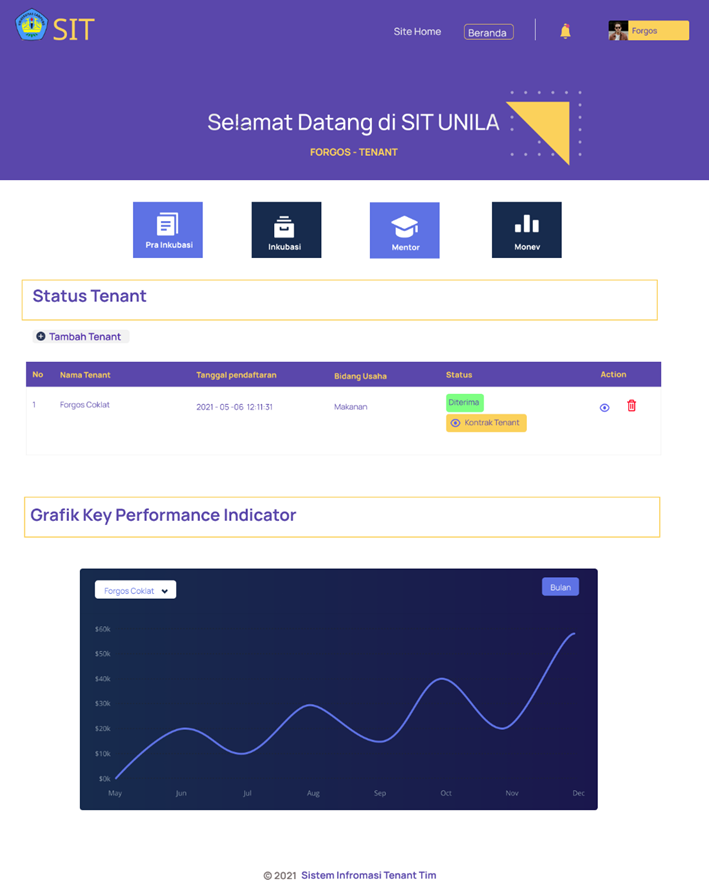 SIT
Site Home
Beranda
Forgos
Selamat Datang di SIT UNILA
FORGOS - TENANT
Pra Inkubasi
Inkubasi
Mentor
Monev
Status Tenant
Tambah Tenant
No Nama Tenant Tanggal pendaftaran Bidang Usaha Status Action
1 Forgos Coklat 2021 - 05 -06 12:11:31 Makanan Diterima
Kontrak Tenant
Grafik Key Performance Indicator
Forgos Coklat
Bulan
$60k
$50k
$40k
$30k
$20k
$10k
$0k
May Jun Jul Aug Sep Oct Nov Dec
© 2021 Sistem Infromasi Tenant Tim